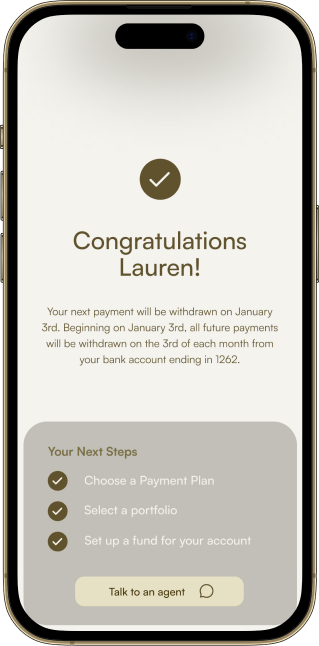 Congratulations
Lauren!
Your next payment will be withdrawn on January
3rd. Beginning on January 3rd, all future payments
will be withdrawn on the 3rd of each month from
your bank account ending in 1262.
Your Next Steps
Choose a Payment Plan
Select a portfolio
Set up a fund for your account
Talk to an agent